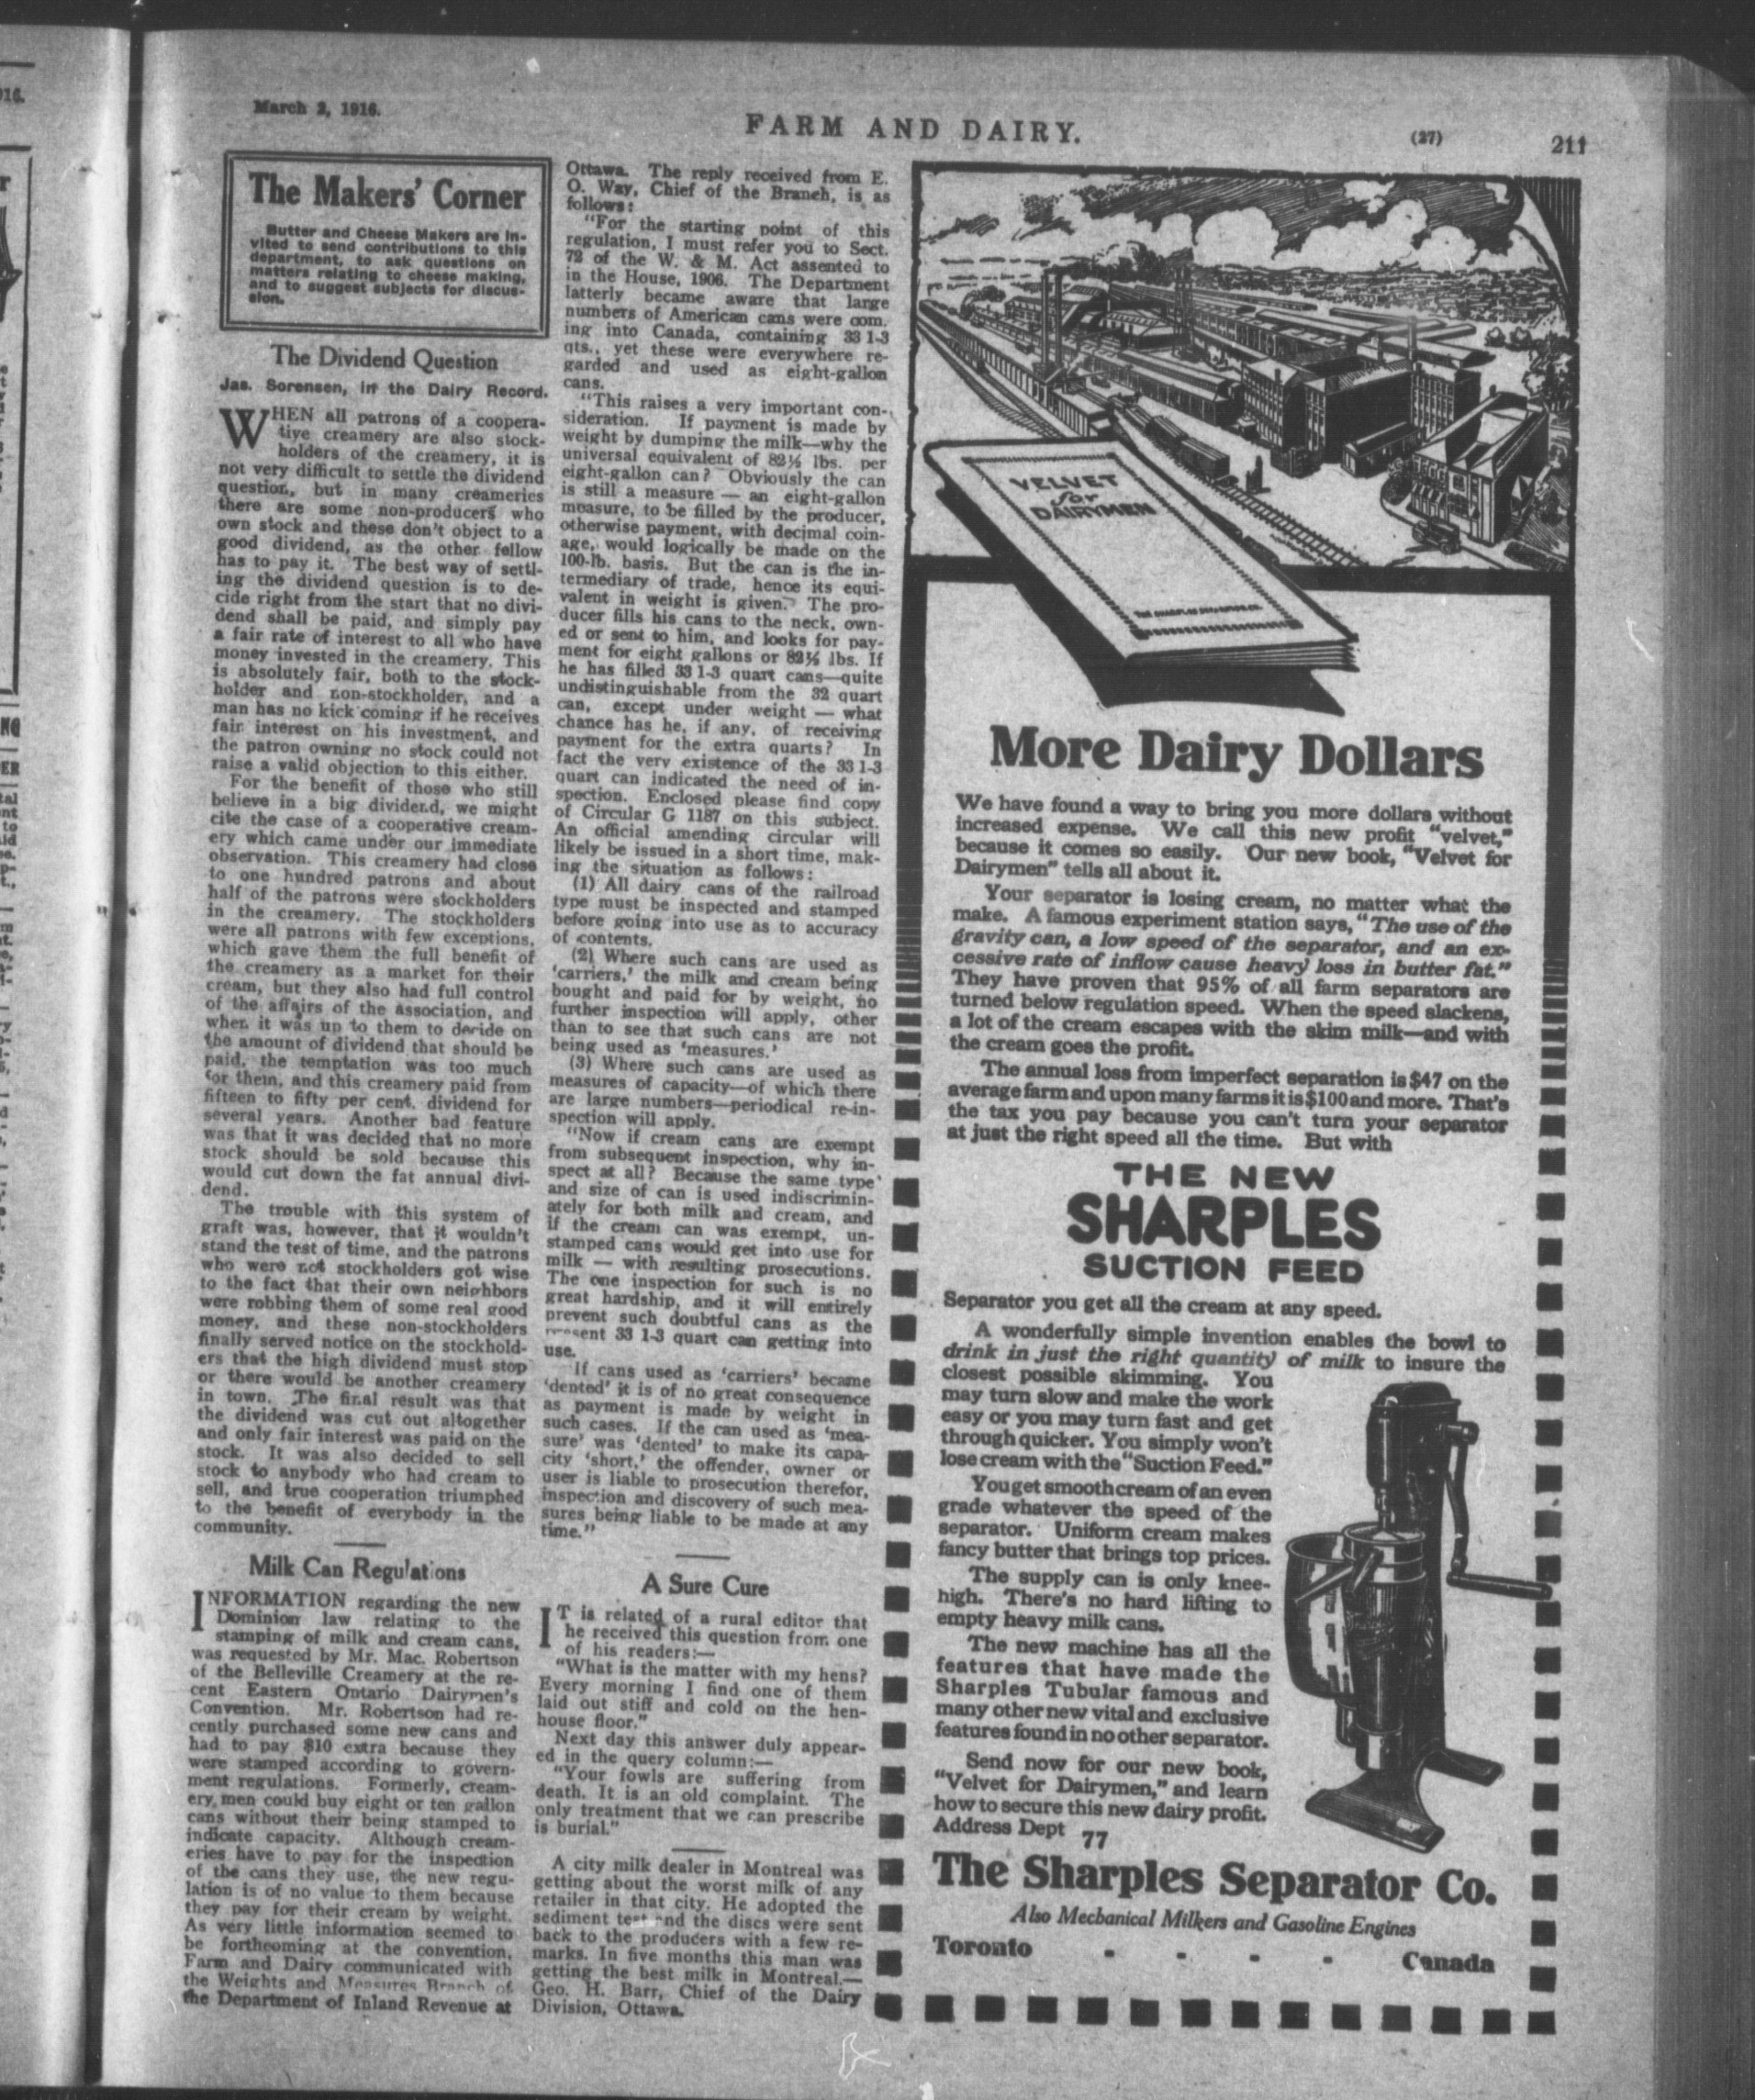 March 2, 1916.
FARM AND DAIRY.
(27)
211
The Makers' Corner
Butter and Cheese Makers are in-
vited to send contributions to this
department, to ask questions on
matters relating to cheese making,
and to suggest subjects for discus-
sion.
The Dividend Question
Jas. Sorensen, in the Dairy Record.
WHEN all patrons of a coopera-
tive creamery are also stock-
holders of the creamery, it is
not very difficult to settle the dividend
question, but in many creameries
there are some non-producers who
own stock and these don't object to a
good dividend, as the other fellow
has to pay it. The best way of settl-
ing the dividend question is to de-
cide right from the start that no divi-
dend shall be paid, and simply pay
a fair rate of interest to all who have
money invested in the creamery. This
is absolutely fair, both to the stock-
holder and non-stockholder, and a
man has no kick coming if he receives
fair interest on his investment, and
the patron owning no stock could not
raise a valid objection to this either.
For the benefit of those who still
believe in a big dividend, we might
cite the case of a cooperative cream-
ery which came under our immediate
observation. This creamery had close
to one hundred patrons and about
half of the patrons were stockholders
in the creamery. The stockholders
were all patrons with few exceptions,
which gave them the full benefit of
the creamery as a market for their
cream, but they also had full control
of the affairs of the association, and
when it was up to them to decide on
the amount of dividend that should be
paid, the temptation was too much
for them, and this creamery paid from
fifteen to fifty per cent. dividend for
several years. Another bad feature
was that it was decided that no more
stock should be sold because this
would cut down the fat annual divi-
dend.
The trouble with this system of
graft was, however, that it wouldn't
stand the test of time, and the patrons
who were not stockholders got wise
to the fact that their own neighbors
were robbing them of some real good
money, and these non-stockholders
finally served notice on the stockhold-
ers that the high dividend must stop
or there would be another creamery
in town. The final result was that
the dividend was cut out altogether
and only fair interest was paid on the
stock. It was also decided to sell
stock to anybody who had cream to
sell, and true cooperation triumphed
to the benefit of everybody in the
community.
Milk Can Regulations
INFORMATION regarding the new
Dominion law relating to the
stamping of milk and cream cans,
was requested by Mr. Mac. Robertson
of the Belleville Creamery at the re-
cent Eastern Ontario Dairymen's
Convention. Mr. Robertson had re-
cently purchased some new cans and
had to pay $10 extra because they
were stamped according to govern-
ment regulations. Formerly, cream-
ery men could buy eight or ten gallon
cans without their being stamped to
indicate capacity. Although cream-
eries have to pay for the inspection
of the cans they use, the new regu-
lation is of no value to them because
they pay for their cream by weight.
As very little information seemed to
be forthcoming at the convention,
Farm and Dairy communicated with
the Weights and Measures Branch of
the Department of Inland Revenue at
Ottawa. The reply received from E.
O. Way, Chief of the Branch, is as
follows:
"For the starting point of this
regulation, I must refer you to Sect.
72 of the W. & M. Act assented to
in the House, 1906. The Department
latterly became aware that large
numbers of American cans were com.
ing into Canada, containing 33 1-3
qts., yet these were everywhere re-
garded and used as eight-gallon
cans.
"This raises a very important con-
sideration. If payment is made by
weight by dumping the milk—why the
universal equivalent of 82½ lbs. per
eight-gallon can? Obviously the can
is still a measure — an eight-gallon
measure, to be filled by the producer,
otherwise payment, with decimal coin-
age, would logically be made on the
100-lb. basis. But the can is the in-
termediary of trade, hence its equi-
valent in weight is given. The pro-
ducer fills his cans to the neck, own-
ed or sent to him, and looks for pay-
ment for eight gallons or 82½ lbs. If
he has filled 33 1-3 quart cans—quite
undistinguishable from the 32 quart
can, except under weight — what
chance has he, if any, of receiving
payment for the extra quarts? In
fact the very existence of the 33 1-3
quart can indicated the need of in-
spection. Enclosed please find copy
of Circular G 1187 on this subject.
An official amending circular will
likely be issued in a short time, mak-
ing the situation as follows:
(1) All dairy cans of the railroad
type must be inspected and stamped
before going into use as to accuracy
of contents.
(2) Where such cans are used as
'carriers,' the milk and cream being
bought and paid for by weight, no
further inspection will apply, other
than to see that such cans are not
being used as 'measures.'
(3) Where such cans are used as
measures of capacity—of which there
are large numbers—periodical re-in-
spection will apply.
"Now if cream cans are exempt
from subsequent inspection, why in-
spect at all? Because the same type
and size of can is used indiscrimin-
ately for both milk and cream, and
if the cream can was exempt, un-
stamped cans would get into use for
milk — with resulting prosecutions.
The one inspection for such is no
great hardship, and it will entirely
prevent such doubtful cans as the
present 33 1-3 quart can getting into
use.
If cans used as 'carriers' became
'dented' it is of no great consequence
as payment is made by weight in
such cases. If the can used as 'mea-
sure' was 'dented' to make its capa-
city 'short,' the offender, owner or
user is liable to prosecution therefor,
inspection and discovery of such mea-
sures being liable to be made at any
time."
A Sure Cure
IT is related of a rural editor that
he received this question from one
of his readers:—
"What is the matter with my hens?
Every morning I find one of them
laid out stiff and cold on the hen-
house floor."
Next day this answer duly appear-
ed in the query column:—
"Your fowls are suffering from
death. It is an old complaint. The
only treatment that we can prescribe
is burial."
A city milk dealer in Montreal was
getting about the worst milk of any
retailer in that city. He adopted the
sediment test and the discs were sent
back to the producers with a few re-
marks. In five months this man was
getting the best milk in Montreal.—
Geo. H. Barr, Chief of the Dairy
Division, Ottawa.
VELVET
for
DAIRYMEN
THE SHARPLES SEPARATOR CO.
More Dairy Dollars
We have found a way to bring you more dollars without
increased expense. We call this new profit "velvet,"
because it comes so easily. Our new book, "Velvet for
Dairymen" tells all about it.
Your separator is losing cream, no matter what the
make. A famous experiment station says, "The use of the
gravity can, a low speed of the separator, and an ex-
cessive rate of inflow cause heavy loss in butter fat."
They have proven that 95% of all farm separators are
turned below regulation speed. When the speed slackens,
a lot of the cream escapes with the skim milk—and with
the cream goes the profit.
The annual loss from imperfect separation is $47 on the
average farm and upon many farms it is $100 and more. That's
the tax you pay because you can't turn your separator
at just the right speed all the time. But with
THE NEW
SHARPLES
SUCTION FEED
Separator you get all the cream at any speed.
A wonderfully simple invention enables the bowl to
drink in just the right quantity of milk to insure the
closest possible skimming. You
may turn slow and make the work
easy or you may turn fast and get
through quicker. You simply won't
lose cream with the "Suction Feed."
You get smooth cream of an even
grade whatever the speed of the
separator. Uniform cream makes
fancy butter that brings top prices.
The supply can is only knee-
high. There's no hard lifting to
empty heavy milk cans.
The new machine has all the
features that have made the
Sharples Tubular famous and
many other new vital and exclusive
features found in no other separator.
Send now for our new book,
"Velvet for Dairymen," and learn
how to secure this new dairy profit.
Address Dept 77
The Sharples Separator Co.
Also Mechanical Milkers and Gasoline Engines
Toronto - - - - Canada